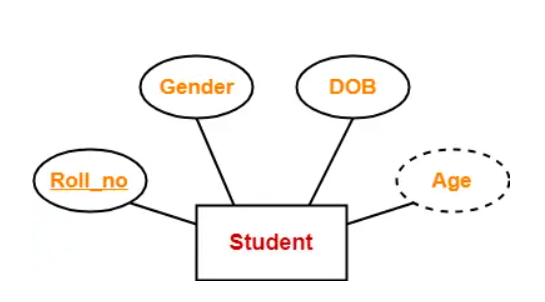 Gender
DOB
Roll_no
Age
Student